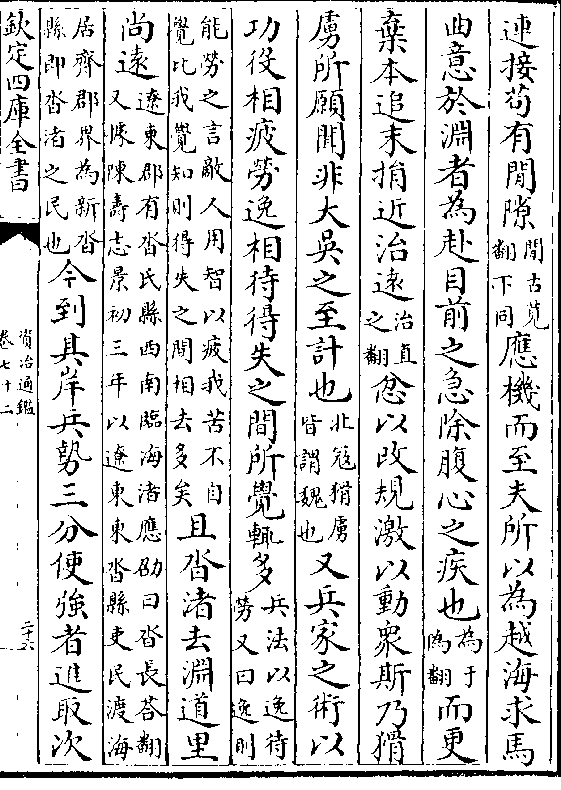 連接苟有間隙間古莧翻下同應機而至夫所以為越海求馬
曲意於淵者為赴目前之急除腹心之疾也為于偽翻而更
棄本追末捐近治遠治直之翻忿以改規激以動衆斯乃猾
虜所願聞非大吳之至計也北冦猾虜皆謂魏也又兵家之術以
功役相疲勞逸相待得失之間所覺輒多兵法以逸待勞又曰逸則
能勞之言敵人用智以疲我苦不自覺比我覺知則得失之間相去多矣且沓渚去淵道里
尚遠遼東郡有沓氏縣西南臨海渚應劭曰沓長荅翻又據陳夀志景初三年以遼東東沓縣吏民渡海
居齊郡界為新沓縣即沓渚之民也今到其岸兵勢三分使強者進取次
欽定四庫全書
資治通鑑
卷七十二
二十六